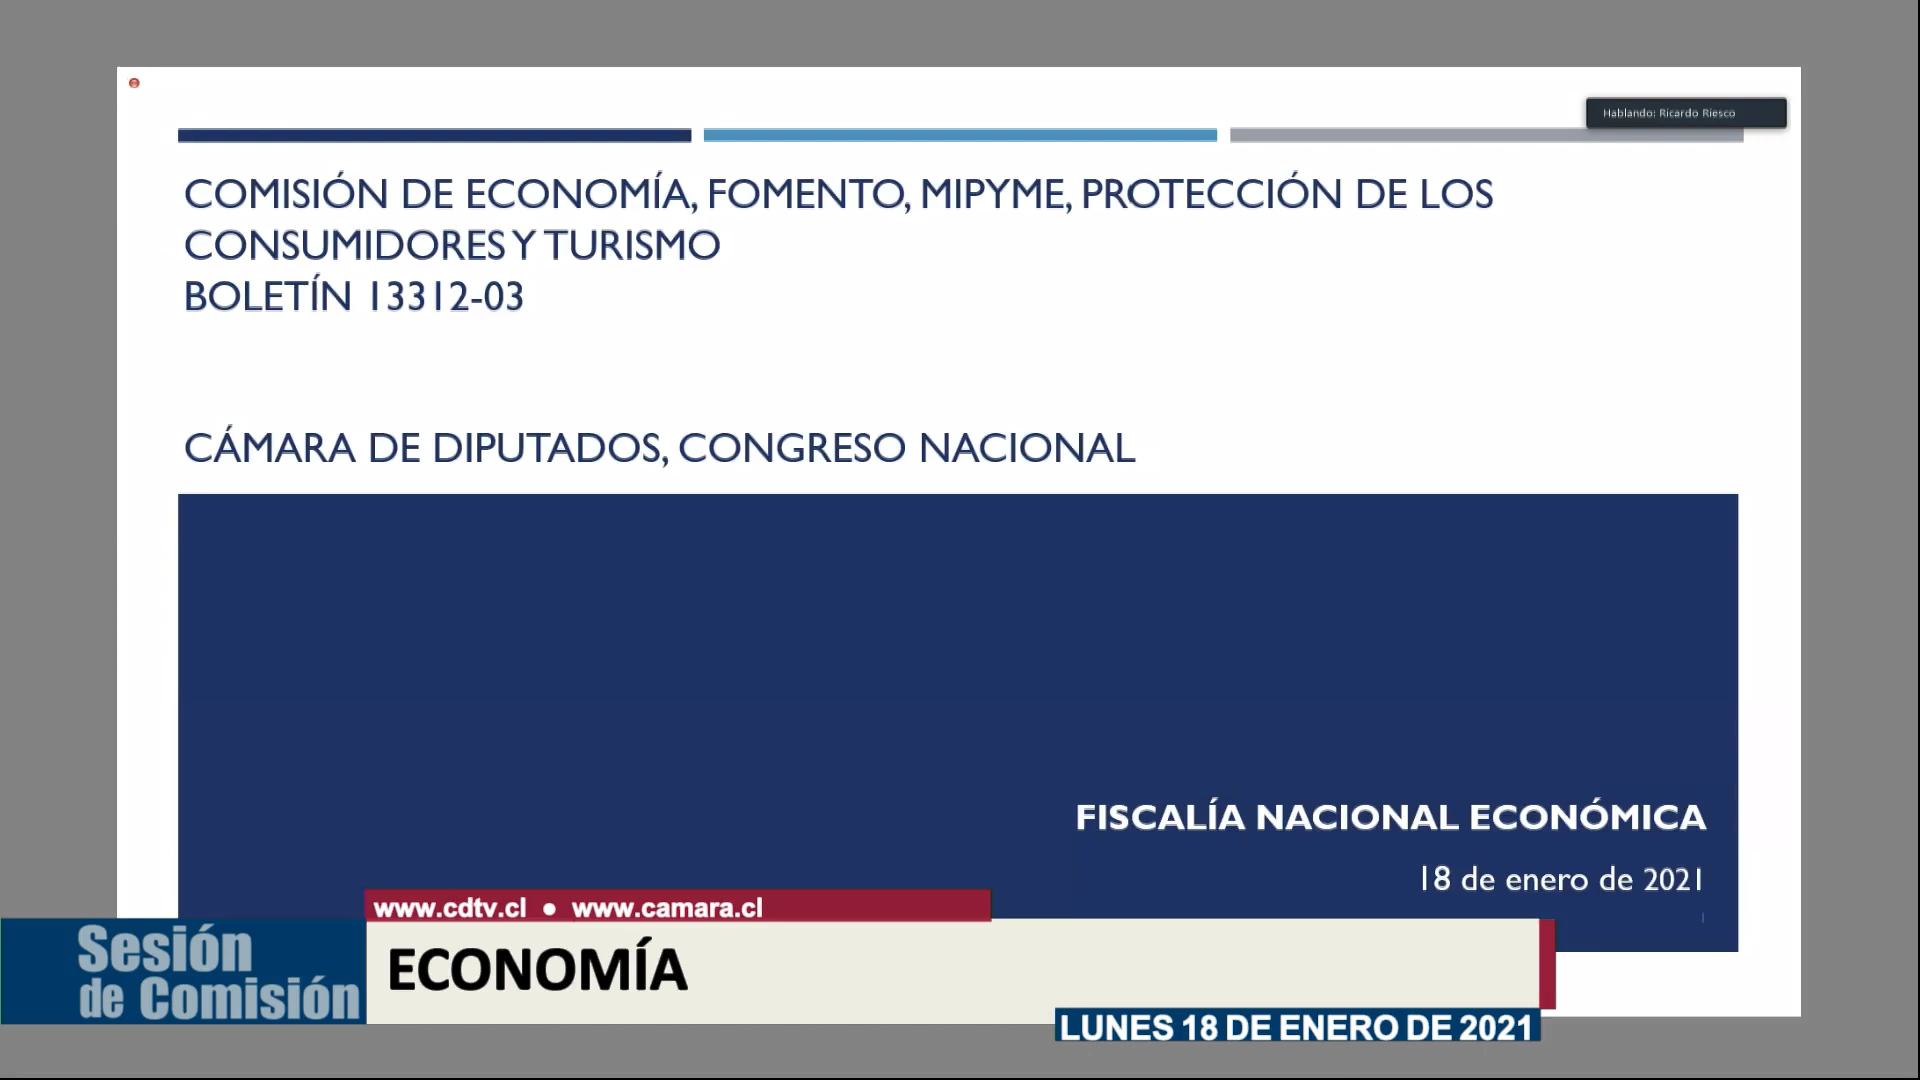 Hablando: Ricardo Riesco
COMISIÓN DE ECONOMÍA, FOMENTO, MIPYME, PROTECCIÓN DE LOS
CONSUMIDORES Y TURISMO
BOLETÍN 13312-03
CÁMARA DE DIPUTADOS, CONGRESO NACIONAL
FISCALÍA NACIONAL ECONÓMICA
18 de enero de 2021
1
www.cdtv.cl ● www.camara.cl
Sesión
de Comisión
ECONOMÍA
LUNES 18 DE ENERO DE 2021